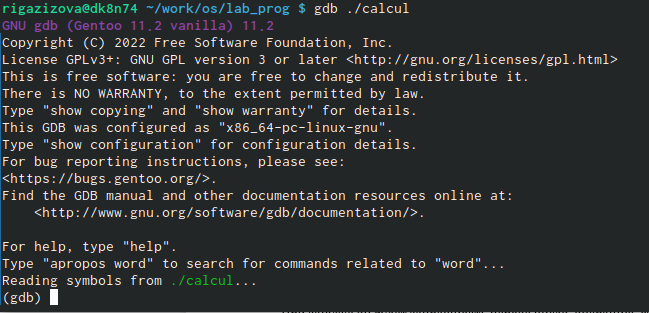 rigazizova@dk8n74 ~/work/os/lab_prog $ gdb ./calcul
GNU gdb (Gentoo 11.2 vanilla) 11.2
Copyright (C) 2022 Free Software Foundation, Inc.
License GPLv3+: GNU GPL version 3 or later <http://gnu.org/licenses/gpl.html>
This is free software: you are free to change and redistribute it.
There is NO WARRANTY, to the extent permitted by law.
Type "show copying" and "show warranty" for details.
This GDB was configured as "x86_64-pc-linux-gnu".
Type "show configuration" for configuration details.
For bug reporting instructions, please see:
<https://bugs.gentoo.org/>.
Find the GDB manual and other documentation resources online at:
    <http://www.gnu.org/software/gdb/documentation/>.

For help, type "help".
Type "apropos word" to search for commands related to "word"...
Reading symbols from ./calcul...
(gdb)